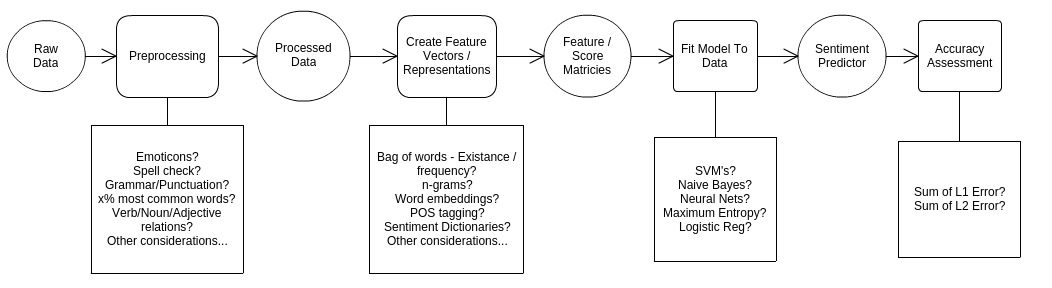 Raw
Data
Preprocessing
Processed
Data
Create Feature
Vectors /
Representations
Feature /
Score
Matricies
Fit Model To
Data
Sentiment
Predictor
Accuracy
Assessment
Emoticons?
Spell check?
Grammar/Punctuation?
x% most common words?
Verb/Noun/Adjective
relations?
Other considerations...
Bag of words - Existance /
frequency?
n-grams?
Word embeddings?
POS tagging?
Sentiment Dictionaries?
Other considerations...
SVM's?
Naive Bayes?
Neural Nets?
Maximum Entropy?
Logistic Reg?
Sum of L1 Error?
Sum of L2 Error?